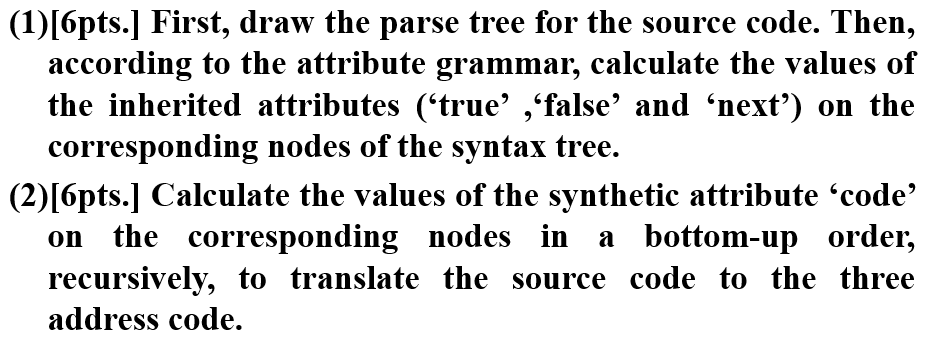 (1)[6pts.] First, draw the parse tree for the source code. Then,
according to the attribute grammar, calculate the values of
the inherited attributes (‘true’ ,‘false’ and ‘next’) on the
corresponding nodes of the syntax tree.
(2)[6pts.] Calculate the values of the synthetic attribute ‘code’
on the corresponding nodes in a bottom-up order,
recursively, to translate the source code to the three
address code.